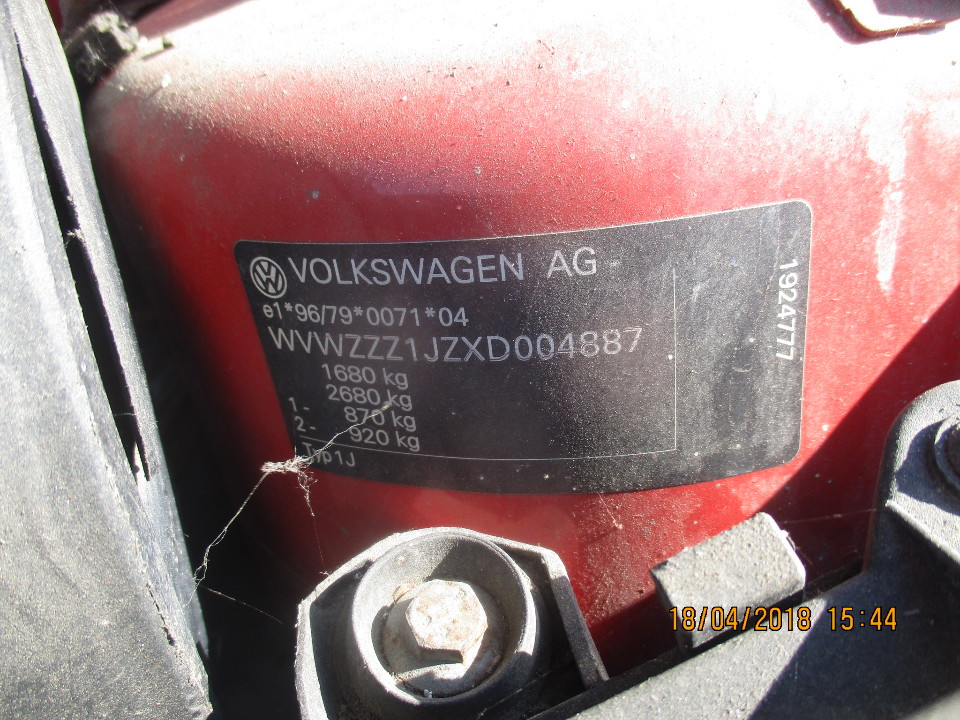 VOLKSWAGEN AG
e1*96/79*0071*04
WVWZZZ1JZXD004887
1680 kg
2680 kg
1- 870 kg
2- 920 kg
Typ1J
1924777
18/04/2018 15:44